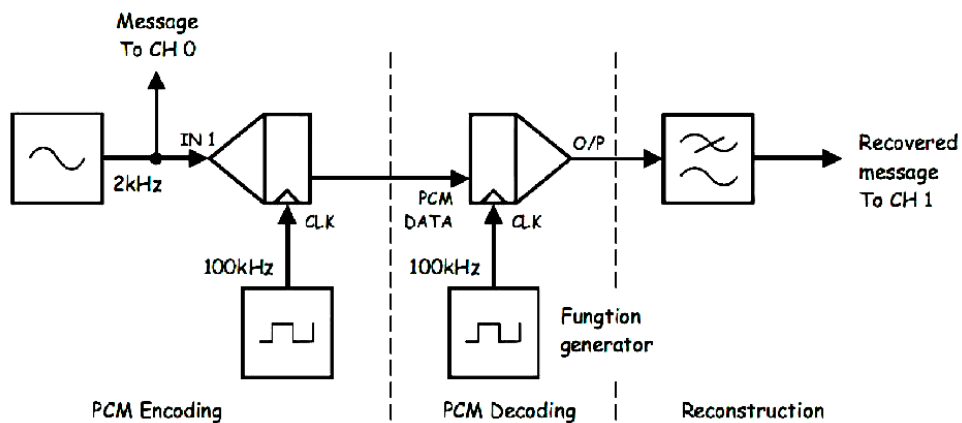 Message
To CH 0
IN 1
2kHz
CLK
100kHz
PCM
DATA
O/P
CLK
100kHz
Fungtion
generator
Recovered
message
To CH 1
PCM Encoding
PCM Decoding
Reconstruction